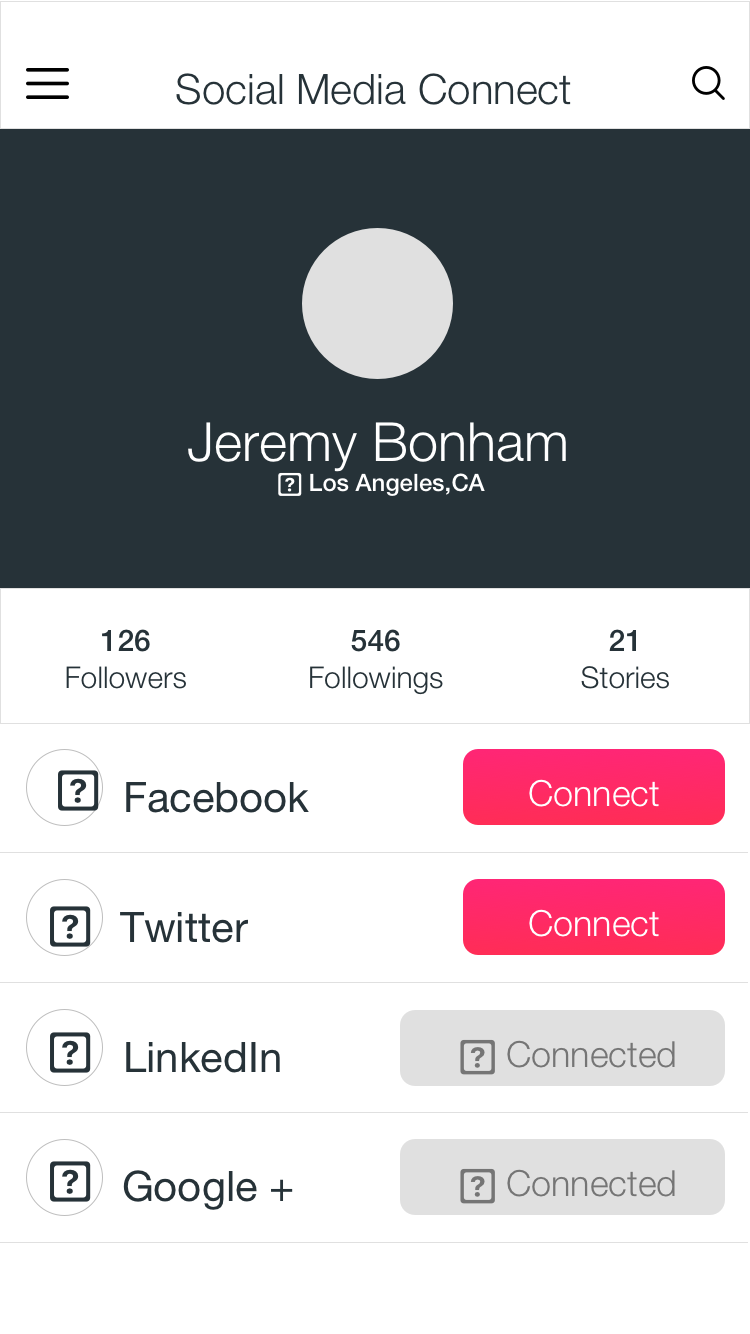 Social Media Connect
Jeremy Bonham
Los Angeles,CA
126 546 21
Followers Followings Stories
Facebook Connect
Twitter Connect
LinkedIn Connected
Google + Connected